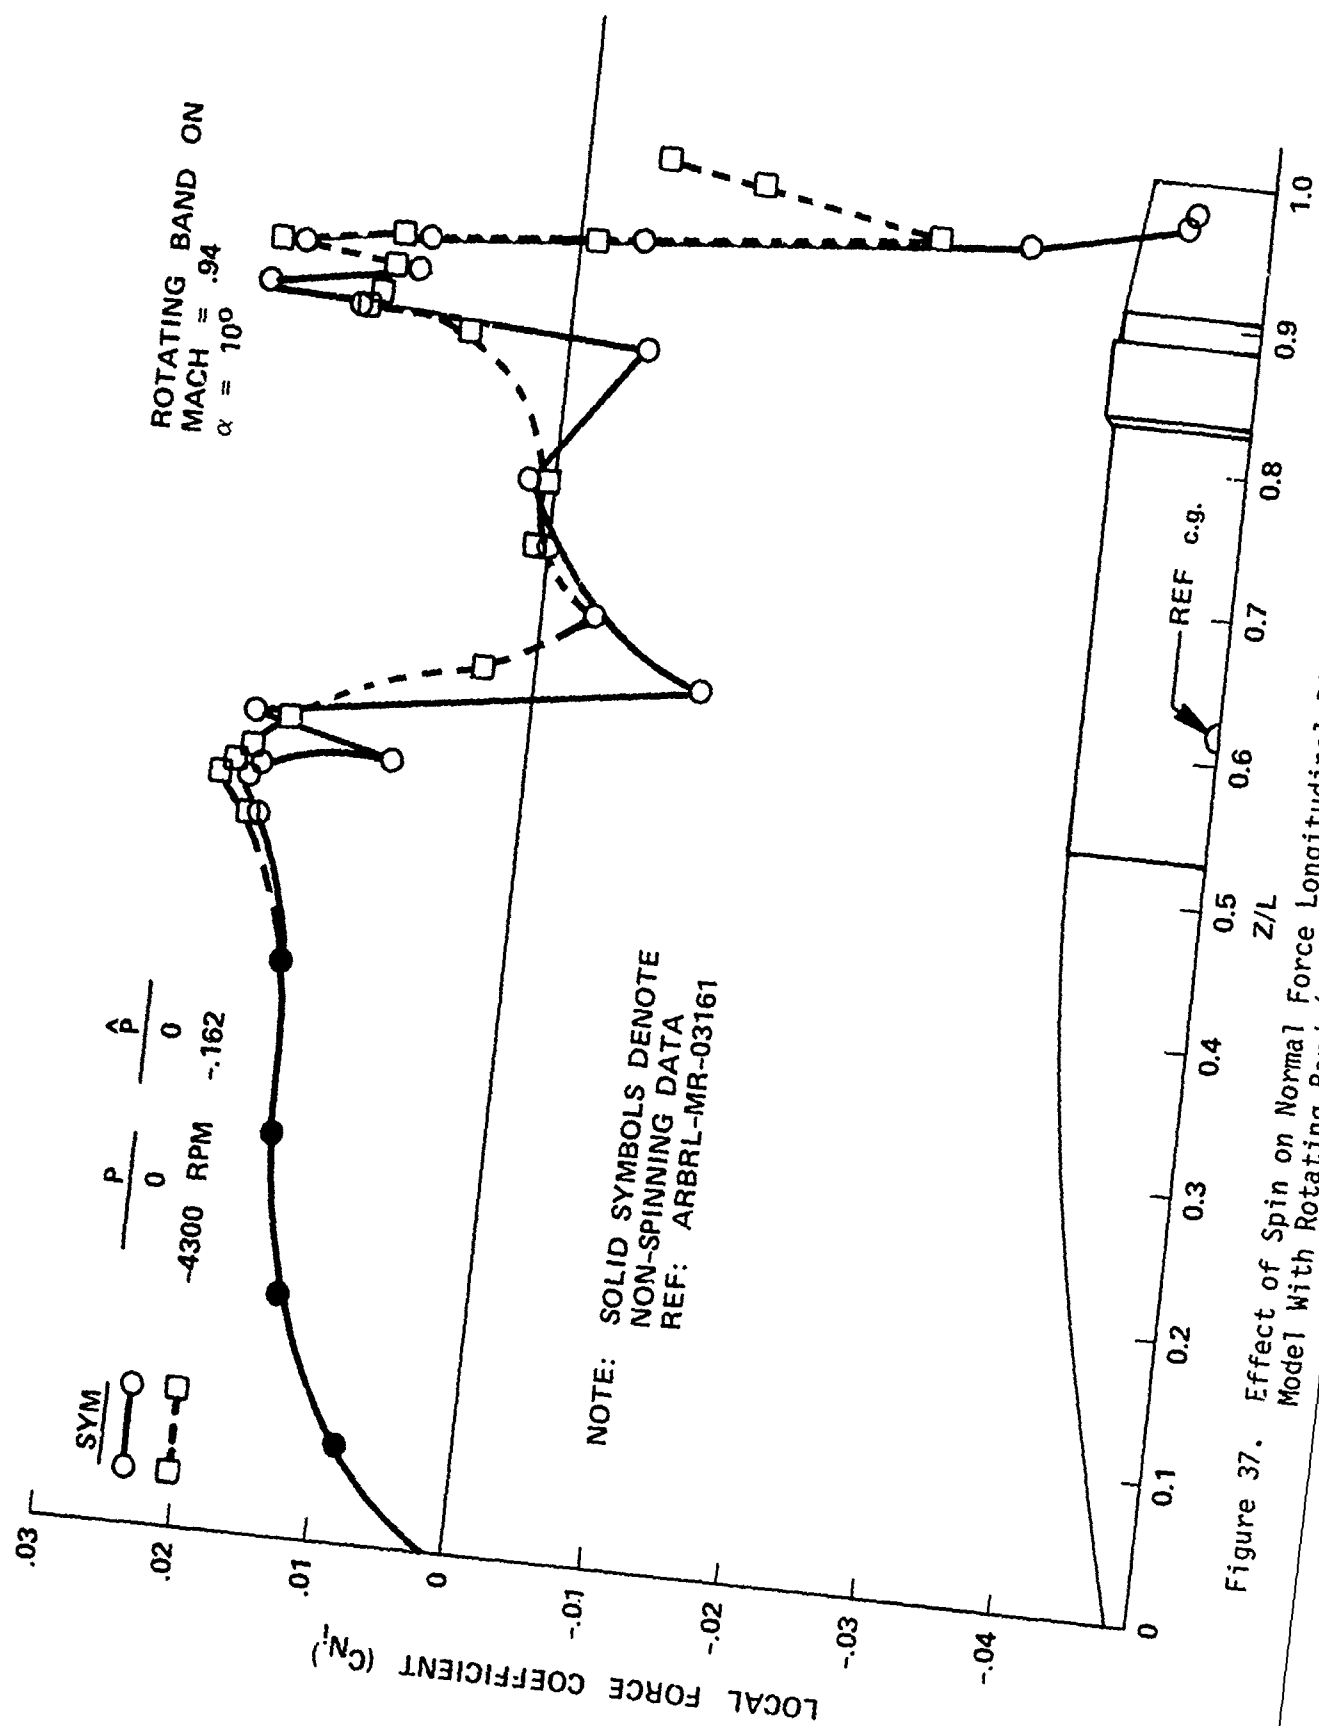 ROTATING BAND ON
MACH = .94
α = 10°
SYM
P
P̂
0
0
-4300 RPM
-.162
.03
.02
.01
0
-.01
-.02
-.03
-.04
LOCAL FORCE COEFFICIENT (CNi)
NOTE: SOLID SYMBOLS DENOTE
NON-SPINNING DATA
REF: ARBRL-MR-03161
REF c.g.
0
0.1
0.2
0.3
0.4
0.5
0.6
0.7
0.8
0.9
1.0
Z/L
Figure 37. Effect of Spin on Normal Force Longitudinal
Model With Rotating